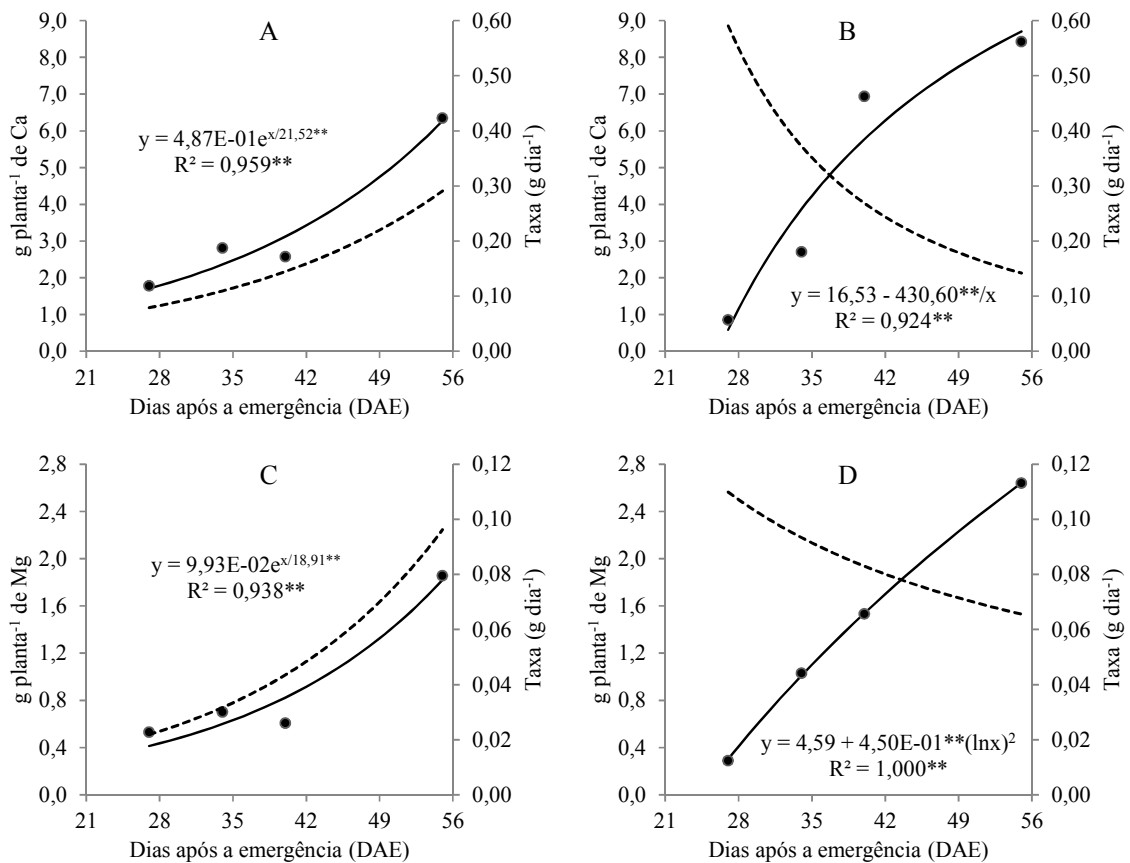 A
9,0
8,0
7,0
6,0
5,0
4,0
3,0
2,0
1,0
0,0
g planta⁻¹ de Ca
y = 4,87E-01e^x/21,52**
R² = 0,959**
0,60
0,50
0,40
0,30
0,20
0,10
0,00
Taxa (g dia⁻¹)
21 28 35 42 49 56
Dias após a emergência (DAE)
B
9,0
8,0
7,0
6,0
5,0
4,0
3,0
2,0
1,0
0,0
g planta⁻¹ de Ca
y = 16,53 - 430,60**/x
R² = 0,924**
0,60
0,50
0,40
0,30
0,20
0,10
0,00
Taxa (g dia⁻¹)
21 28 35 42 49 56
Dias após a emergência (DAE)
C
2,8
2,4
2,0
1,6
1,2
0,8
0,4
0,0
g planta⁻¹ de Mg
y = 9,93E-02e^x/18,91**
R² = 0,938**
0,12
0,10
0,08
0,06
0,04
0,02
0,00
Taxa (g dia⁻¹)
21 28 35 42 49 56
Dias após a emergência (DAE)
D
2,8
2,4
2,0
1,6
1,2
0,8
0,4
0,0
g planta⁻¹ de Mg
y = 4,59 + 4,50E-01**(lnx)²
R² = 1,000**
0,12
0,10
0,08
0,06
0,04
0,02
0,00
Taxa (g dia⁻¹)
21 28 35 42 49 56
Dias após a emergência (DAE)